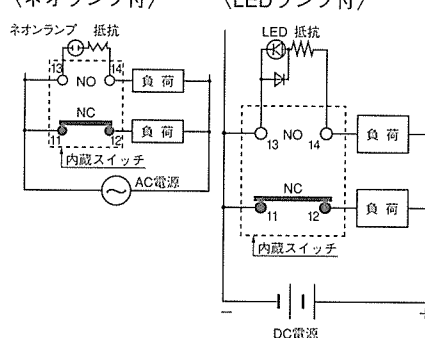 〈ネオンランプ付〉
ネオンランプ 抵抗
13 NO 14
負荷
NC
11 12
負荷
内蔵スイッチ
AC電源
〈LEDランプ付〉
LED 抵抗
13 NO 14
負荷
NC
11 12
負荷
内蔵スイッチ
− +
DC電源